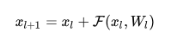 x_{l+1} = x_l + \mathcal{F}(x_l, W_l)